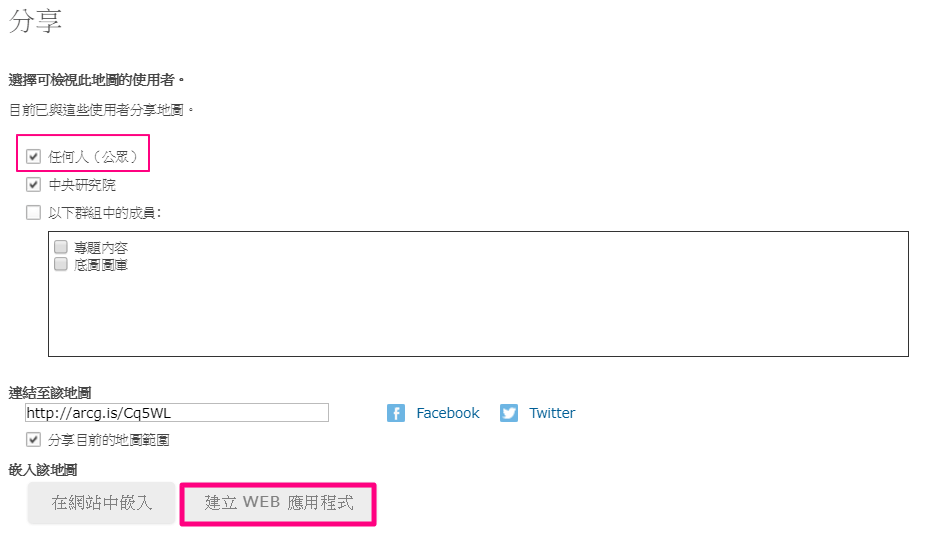 分享
選擇可檢視此地圖的使用者。
目前已與這些使用者分享地圖。
任何人（公眾）
中央研究院
以下群組中的成員:
專題內容
底圖圖庫
連結至該地圖
http://arcg.is/Cq5WL Facebook Twitter
分享目前的地圖範圍
嵌入該地圖
在網站中嵌入 建立 WEB 應用程式